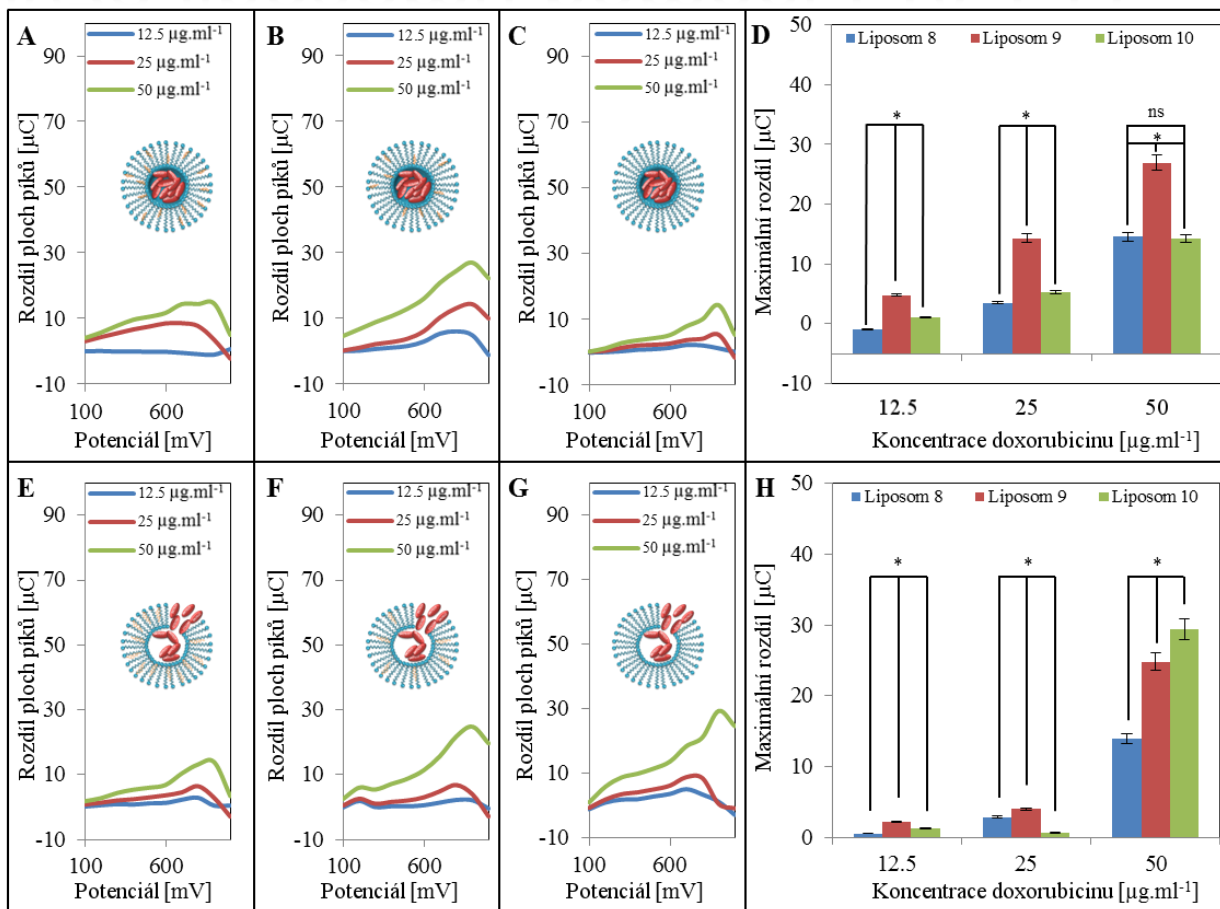 A
12.5 µg.ml-1
25 µg.ml-1
50 µg.ml-1
90
70
50
30
10
-10
100
600
Rozdíl ploch píků [µC]
Potenciál [mV]
B
12.5 µg.ml-1
25 µg.ml-1
50 µg.ml-1
90
70
50
30
10
-10
100
600
Rozdíl ploch píků [µC]
Potenciál [mV]
C
12.5 µg.ml-1
25 µg.ml-1
50 µg.ml-1
90
70
50
30
10
-10
100
600
Rozdíl ploch píků [µC]
Potenciál [mV]
D
Liposom 8 Liposom 9 Liposom 10
50
40
30
20
10
0
-10
* * ns
*
12.5 25 50
Maximální rozdíl [µC]
Koncentrace doxorubicinu [µg.ml-1]
E
12.5 µg.ml-1
25 µg.ml-1
50 µg.ml-1
90
70
50
30
10
-10
100
600
Rozdíl ploch píků [µC]
Potenciál [mV]
F
12.5 µg.ml-1
25 µg.ml-1
50 µg.ml-1
90
70
50
30
10
-10
100
600
Rozdíl ploch píků [µC]
Potenciál [mV]
G
12.5 µg.ml-1
25 µg.ml-1
50 µg.ml-1
90
70
50
30
10
-10
100
600
Rozdíl ploch píků [µC]
Potenciál [mV]
H
Liposom 8 Liposom 9 Liposom 10
50
40
30
20
10
0
* * *
12.5 25 50
Maximální rozdíl [µC]
Koncentrace doxorubicinu [µg.ml-1]